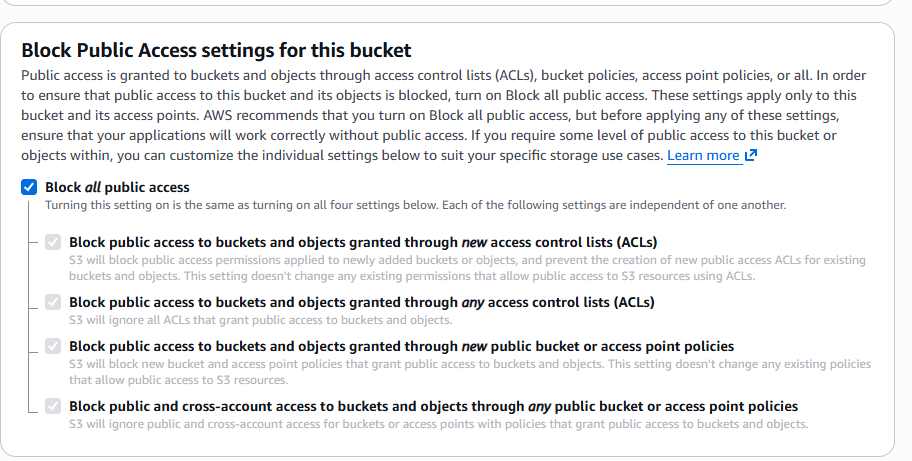 Block Public Access settings for this bucket
Public access is granted to buckets and objects through access control lists (ACLs), bucket policies, access point policies, or all. In order
to ensure that public access to this bucket and its objects is blocked, turn on Block all public access. These settings apply only to this
bucket and its access points. AWS recommends that you turn on Block all public access, but before applying any of these settings,
ensure that your applications will work correctly without public access. If you require some level of public access to this bucket or
objects within, you can customize the individual settings below to suit your specific storage use cases. Learn more
Block all public access
Turning this setting on is the same as turning on all four settings below. Each of the following settings are independent of one another.
Block public access to buckets and objects granted through new access control lists (ACLs)
S3 will block public access permissions applied to newly added buckets or objects, and prevent the creation of new public access ACLs for existing
buckets and objects. This setting doesn't change any existing permissions that allow public access to S3 resources using ACLs.
Block public access to buckets and objects granted through any access control lists (ACLs)
S3 will ignore all ACLs that grant public access to buckets and objects.
Block public access to buckets and objects granted through new public bucket or access point policies
S3 will block new bucket and access point policies that grant public access to buckets and objects. This setting doesn't change any existing policies
that allow public access to S3 resources.
Block public and cross-account access to buckets and objects through any public bucket or access point policies
S3 will ignore public and cross-account access for buckets or access points with policies that grant public access to buckets and objects.